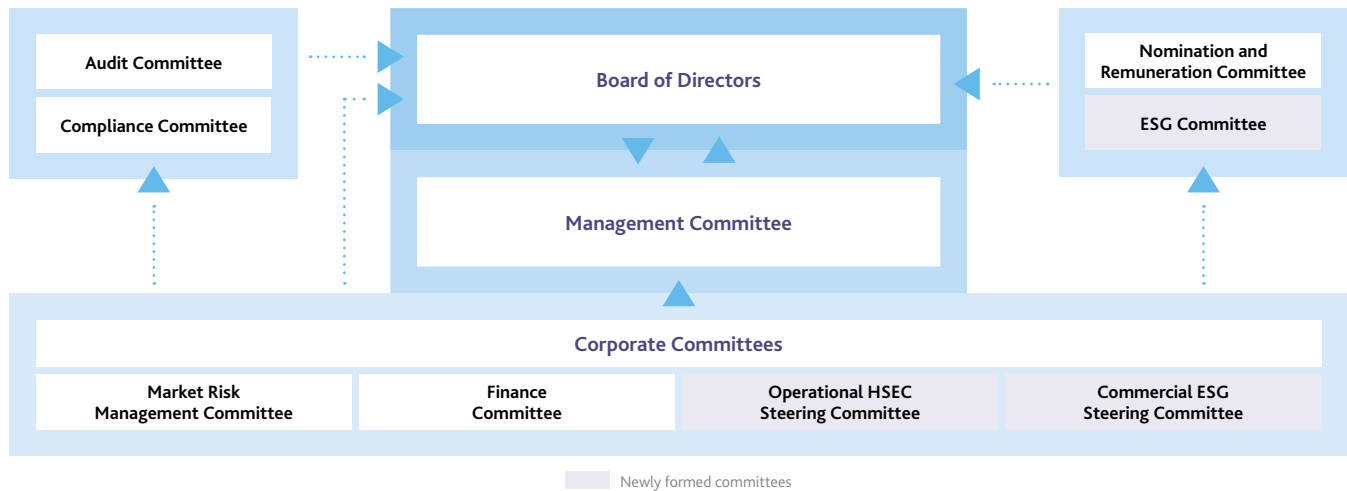 Audit Committee
Compliance Committee
Board of Directors
Management Committee
Nomination and
Remuneration Committee
ESG Committee
Corporate Committees
Market Risk
Management Committee
Finance
Committee
Operational HSEC
Steering Committee
Commercial ESG
Steering Committee
Newly formed committees